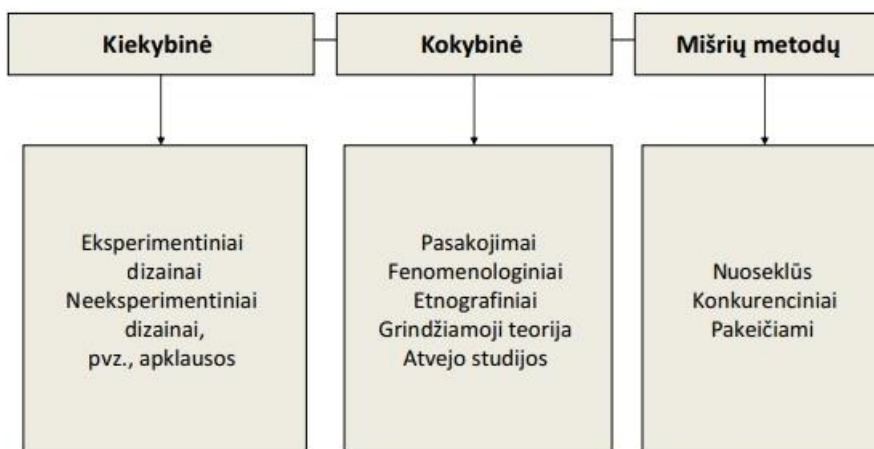 Kiekybinė
Kokybinė
Mišrių metodų
Eksperimentiniai
dizainai
Neeksperimentiniai
dizainai,
pvz., apklausos
Pasakojimai
Fenomenologiniai
Etnografiniai
Grindžiamoji teorija
Atvejo studijos
Nuoseklūs
Konkurenciniai
Pakeičiami